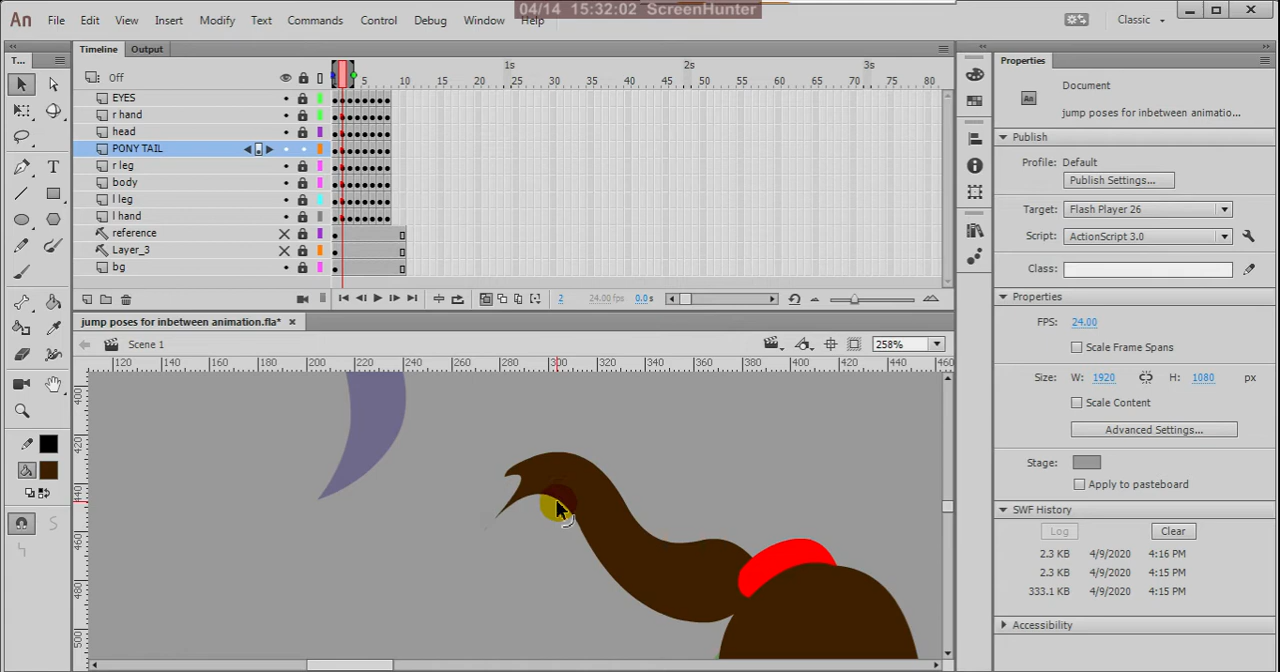 04/14 15:32:02 ScreenHunter
An File Edit View Insert Modify Text Commands Control Debug Window Help Classic
T... Timeline Output Properties
Off 1s 2s 3s
5 10 15 20 25 30 35 40 45 50 55 60 65 70 75 80
EYES
r hand
head
PONY TAIL
r leg
body
l leg
l hand
reference
Layer_3
bg
2 24.00 fps 0.0 s
jump poses for inbetween animation.fla*
Scene 1 258%
120 140 160 180 200 220 240 260 280 300 320 340 360 380 400 420 440 460
400
420
440
460
480
500
Document
An jump poses for inbetween animatio...
Publish
Profile: Default
Publish Settings...
Target: Flash Player 26
Script: ActionScript 3.0
Class:
Properties
FPS: 24.00
Scale Frame Spans
Size: W: 1920 H: 1080 px
Scale Content
Advanced Settings...
Stage:
Apply to pasteboard
SWF History
Log Clear
2.3 KB 4/9/2020 4:16 PM
2.3 KB 4/9/2020 4:15 PM
333.1 KB 4/9/2020 4:15 PM
Accessibility